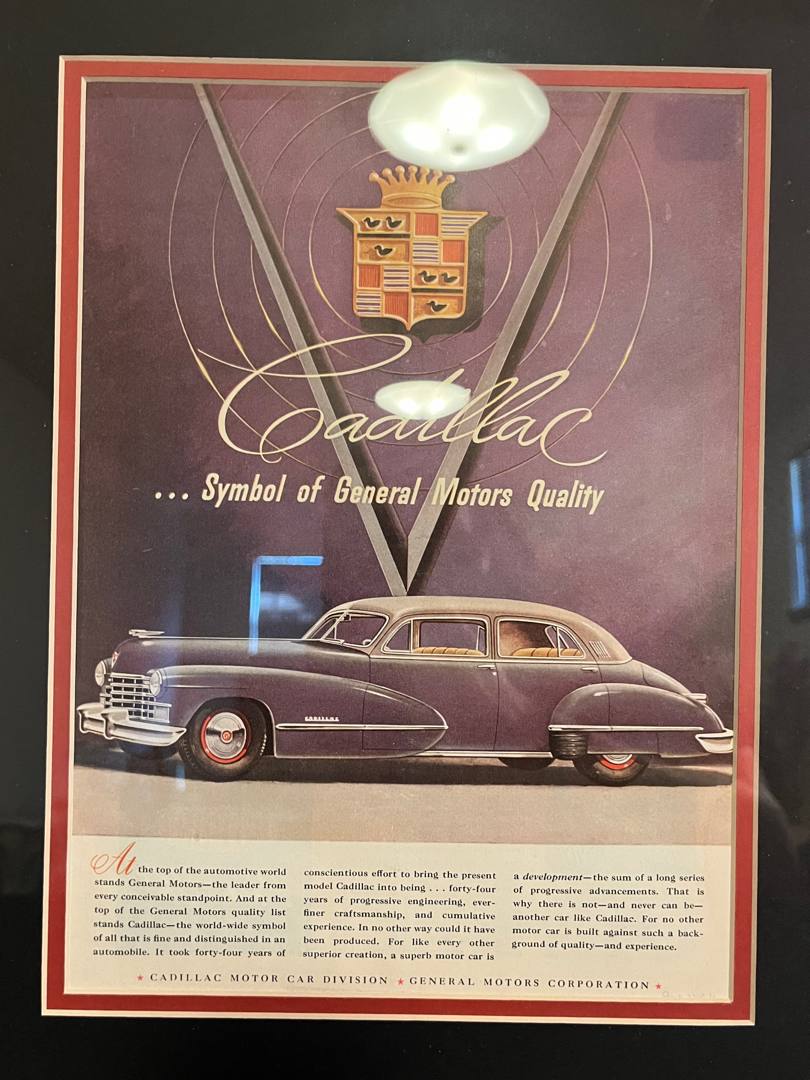 Cadillac
... Symbol of General Motors Quality
CADILLAC
At the top of the automotive world
stands General Motors—the leader from
every conceivable standpoint. And at the
top of the General Motors quality list
stands Cadillac—the world-wide symbol
of all that is fine and distinguished in an
automobile. It took forty-four years of
conscientious effort to bring the present
model Cadillac into being . . . forty-four
years of progressive engineering, ever-
finer craftsmanship, and cumulative
experience. In no other way could it have
been produced. For like every other
superior creation, a superb motor car is
a development—the sum of a long series
of progressive advancements. That is
why there is not—and never can be—
another car like Cadillac. For no other
motor car is built against such a back-
ground of quality—and experience.
★ CADILLAC MOTOR CAR DIVISION ★ GENERAL MOTORS CORPORATION ★